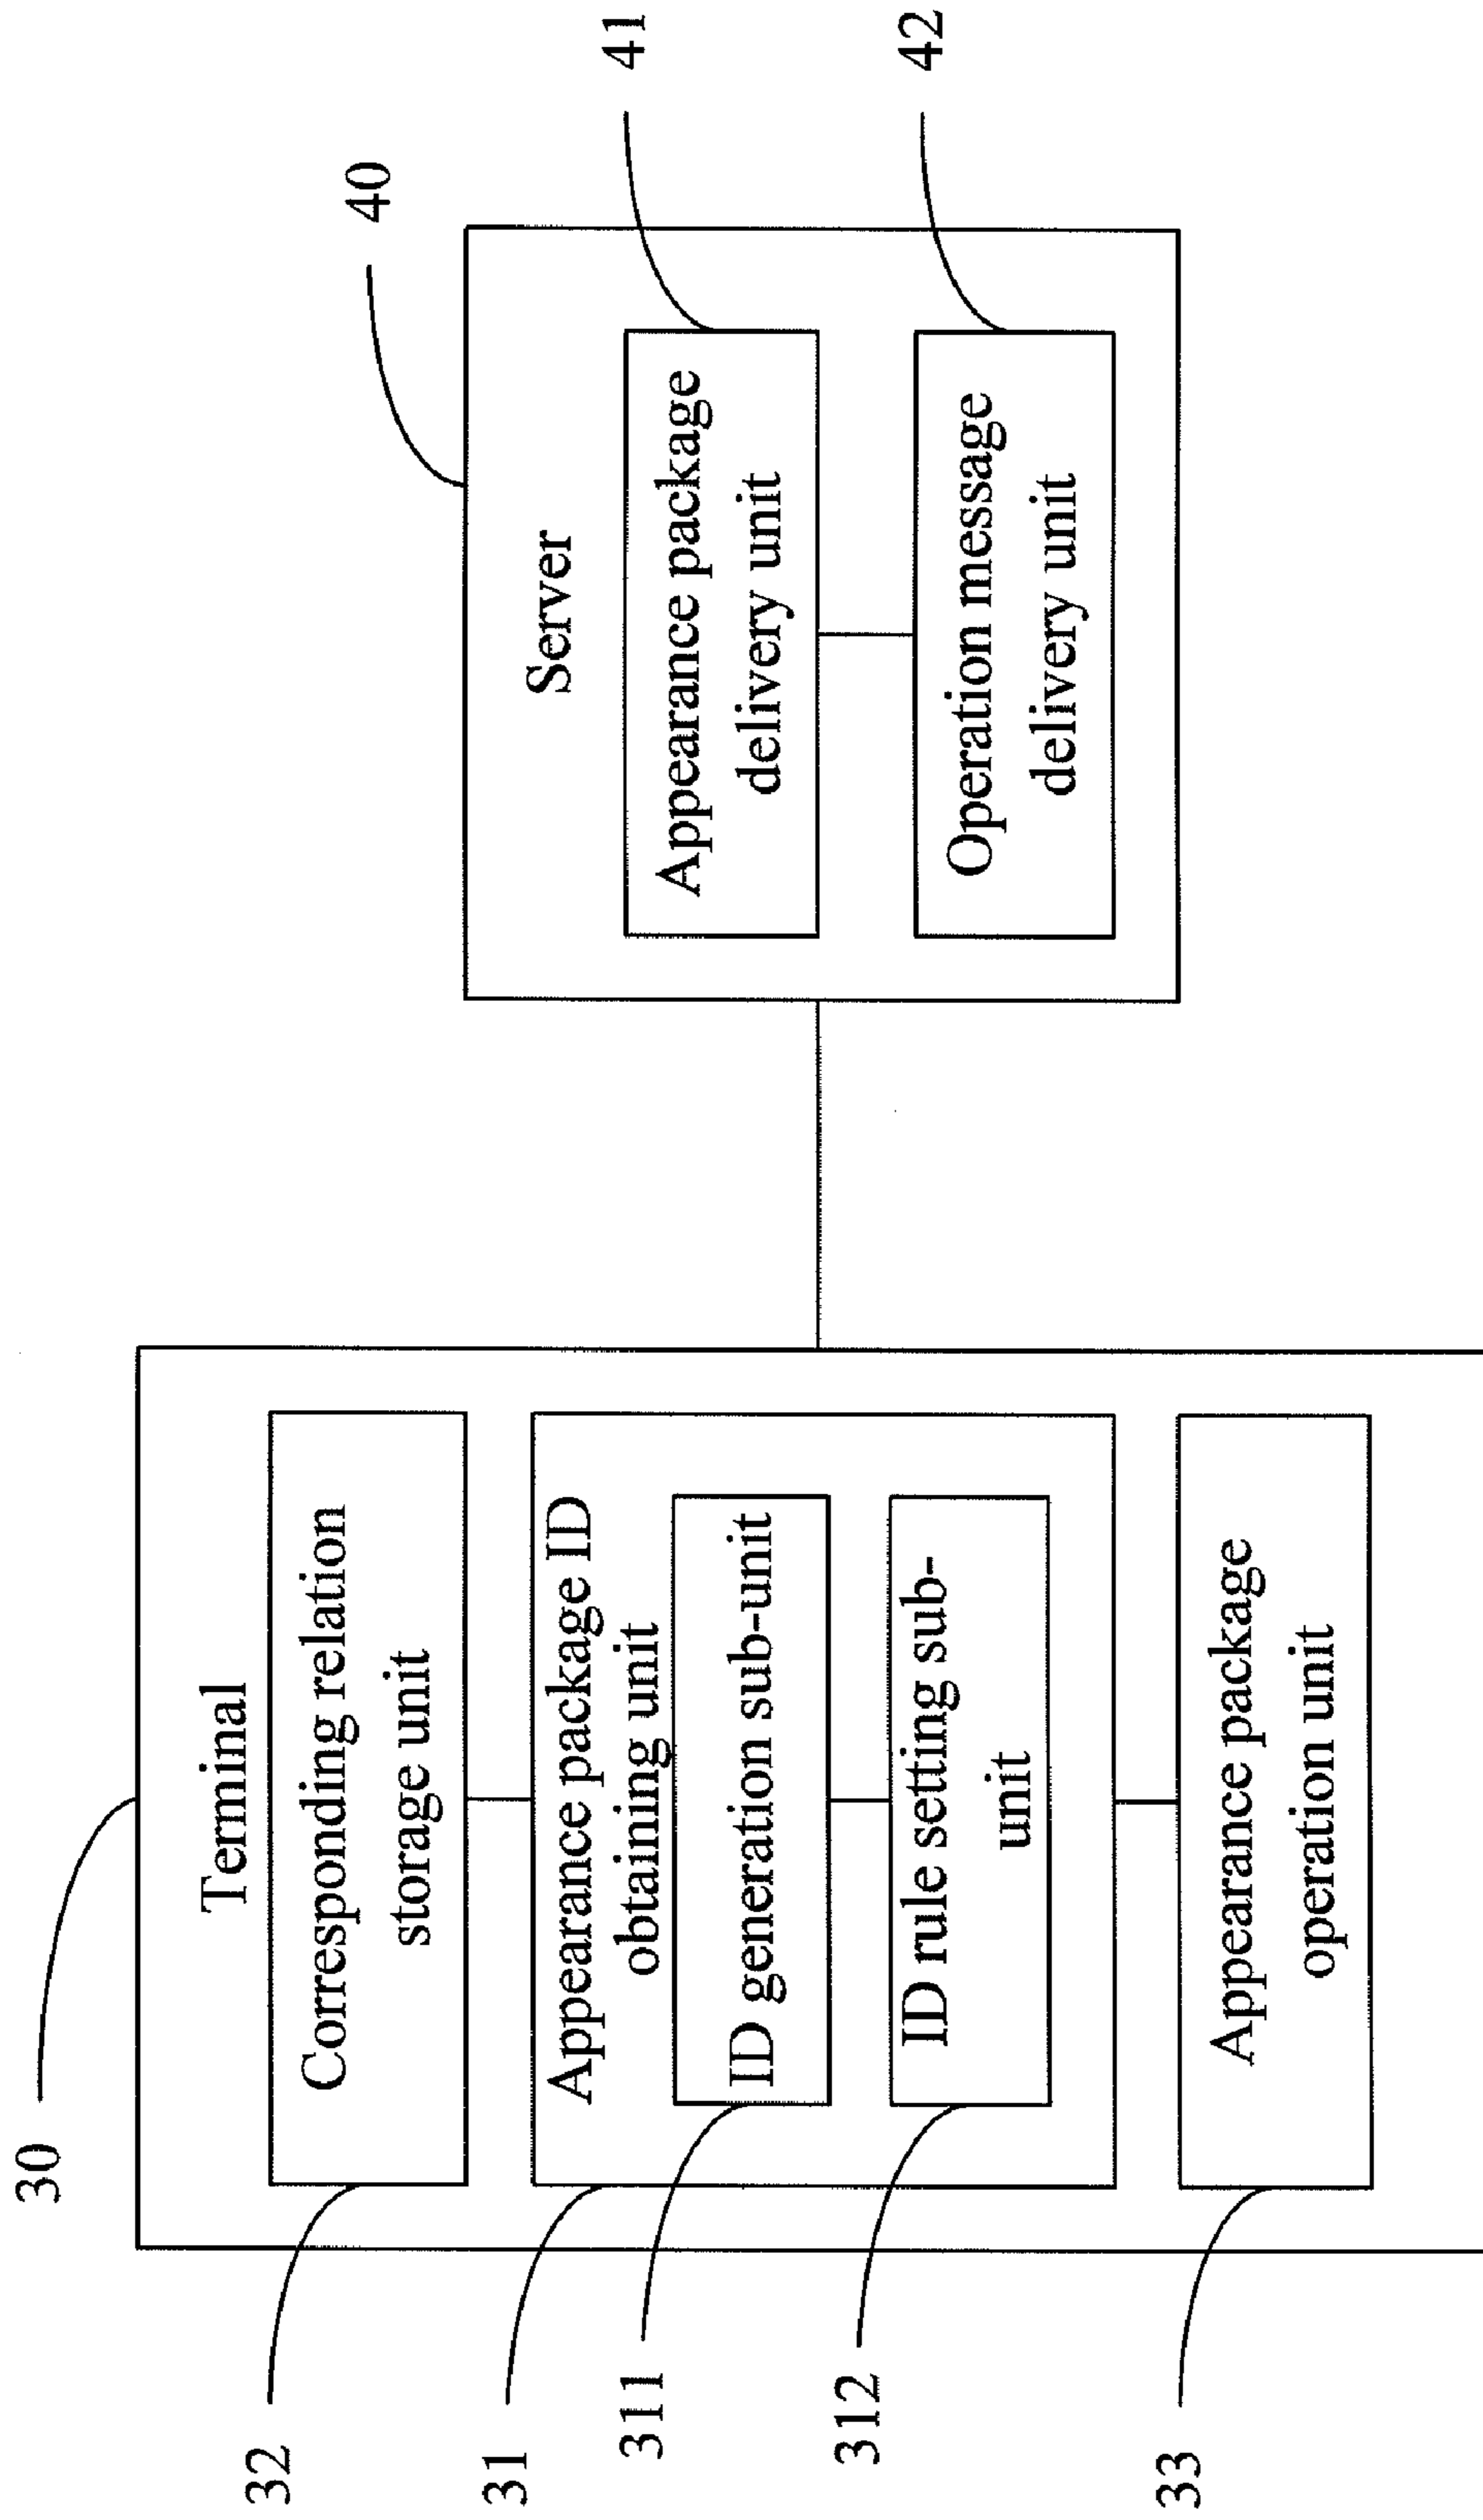 30
Terminal
32
Corresponding relation
storage unit
31
Appearance package ID
obtaining unit
311
ID generation sub-unit
312
ID rule setting sub-
unit
33
Appearance package
operation unit
40
Server
41
Appearance package
delivery unit
42
Operation message
delivery unit